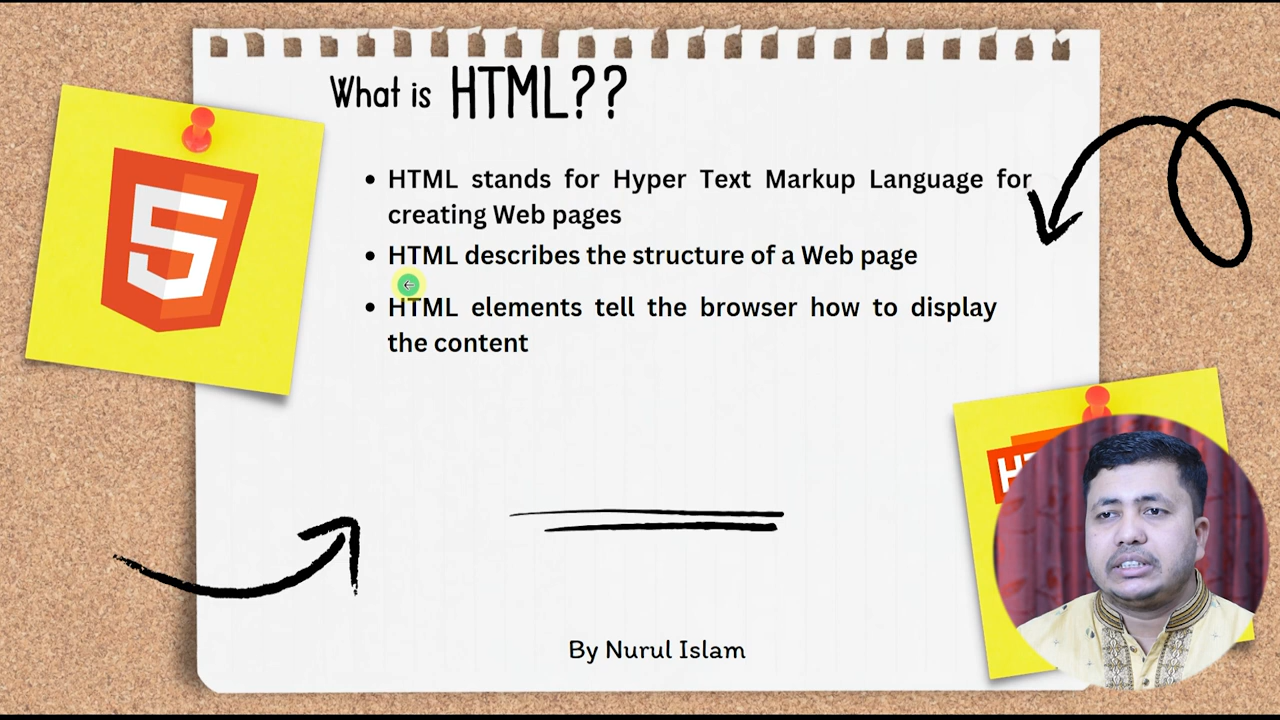 What is HTML??
5
HTML stands for Hyper Text Markup Language for
creating Web pages
HTML describes the structure of a Web page
HTML elements tell the browser how to display
the content
By Nurul Islam